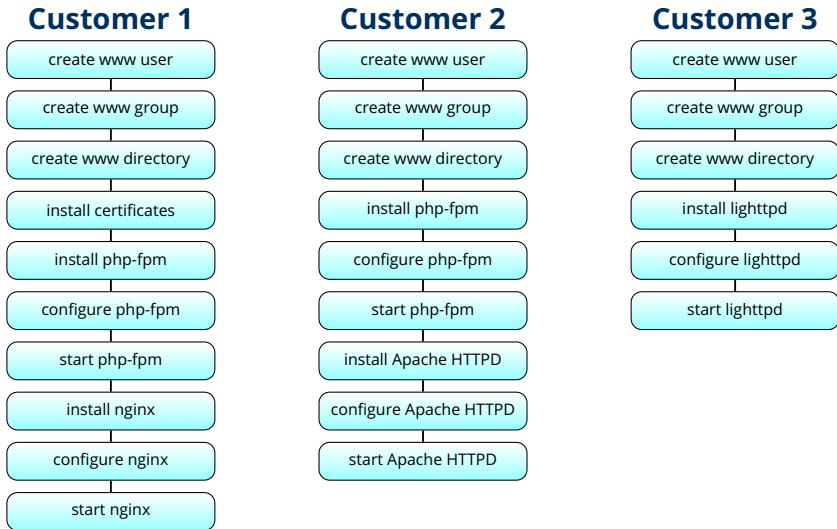 Customer 1
create www user
create www group
create www directory
install certificates
install php-fpm
configure php-fpm
start php-fpm
install nginx
configure nginx
start nginx
Customer 2
create www user
create www group
create www directory
install php-fpm
configure php-fpm
start php-fpm
install Apache HTTPD
configure Apache HTTPD
start Apache HTTPD
Customer 3
create www user
create www group
create www directory
install lighttpd
configure lighttpd
start lighttpd